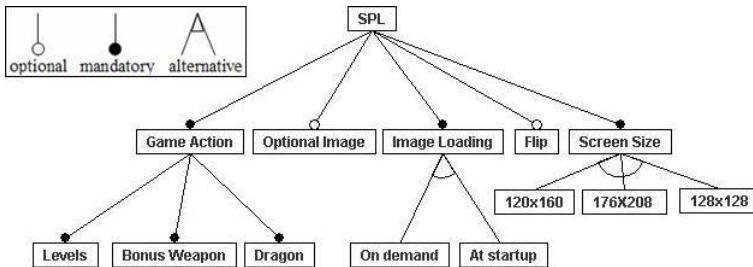 SPL
optional mandatory alternative
Game Action Optional Image Image Loading Flip Screen Size
120x160 176X208 128x128
Levels Bonus Weapon Dragon On demand At startup